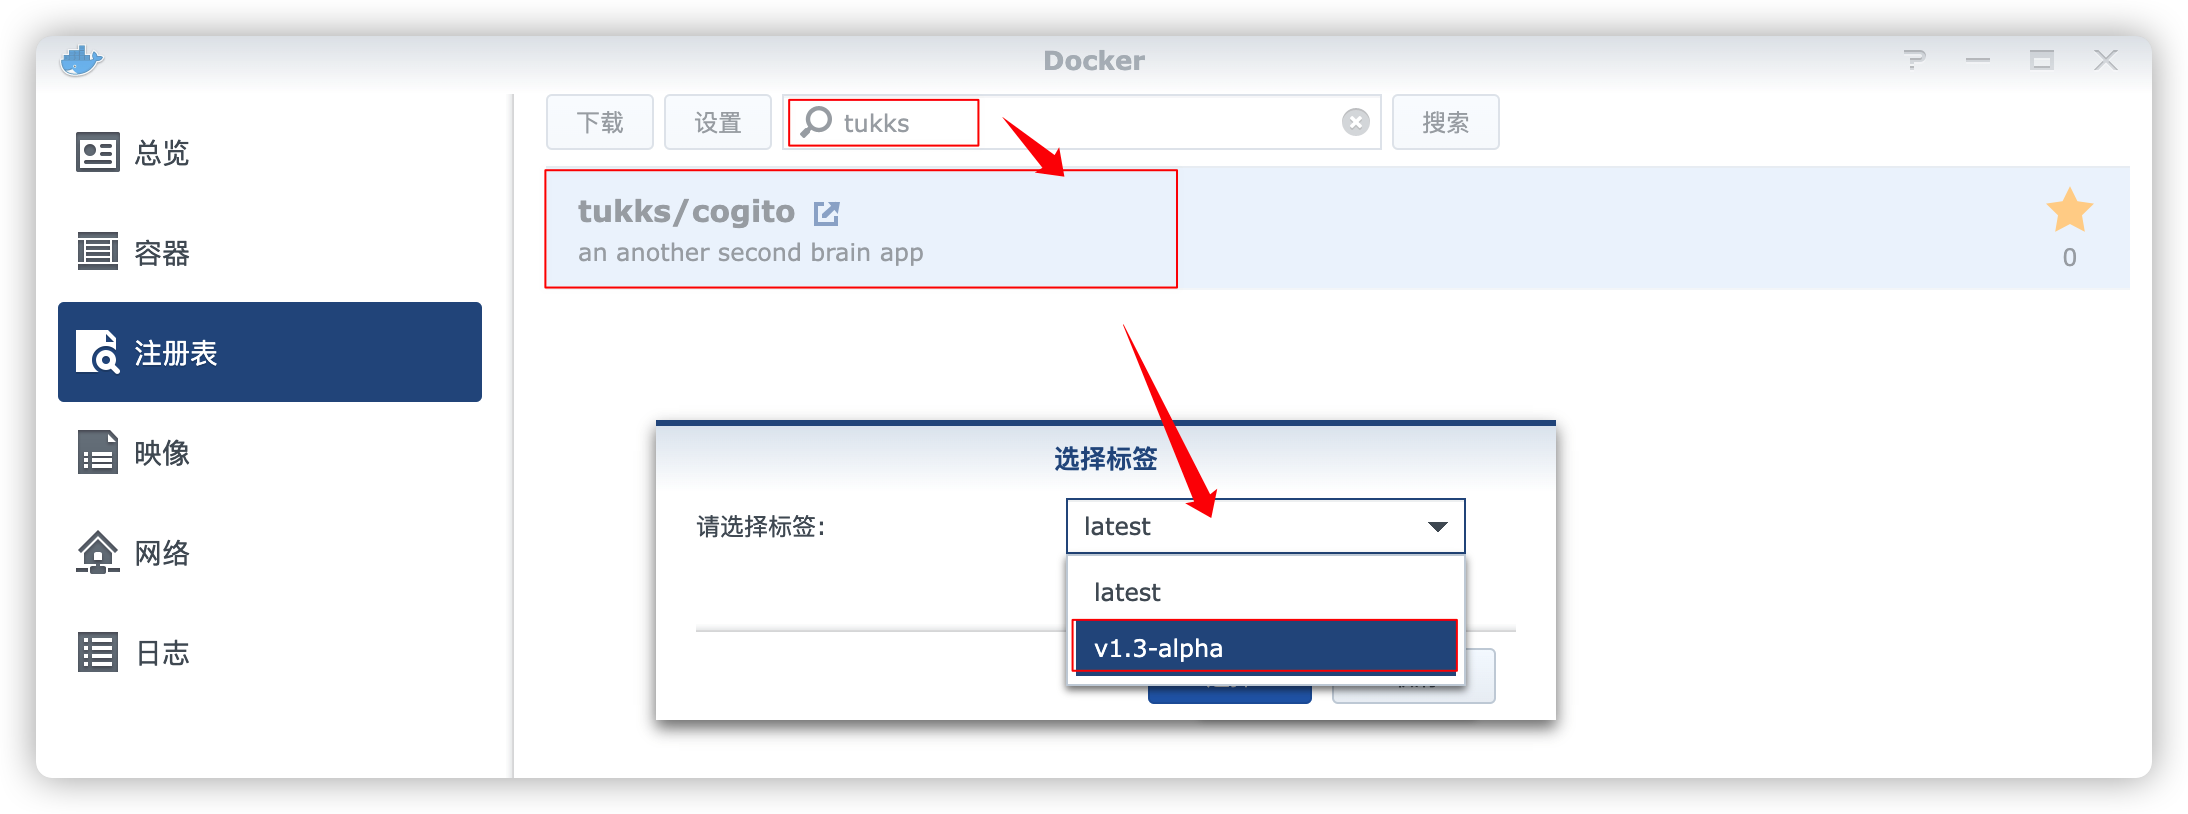 Docker
总览
容器
注册表
映像
网络
日志
下载
设置
tukks
搜索
tukks/cogito
an another second brain app
0
选择标签
请选择标签:
latest
latest
v1.3-alpha